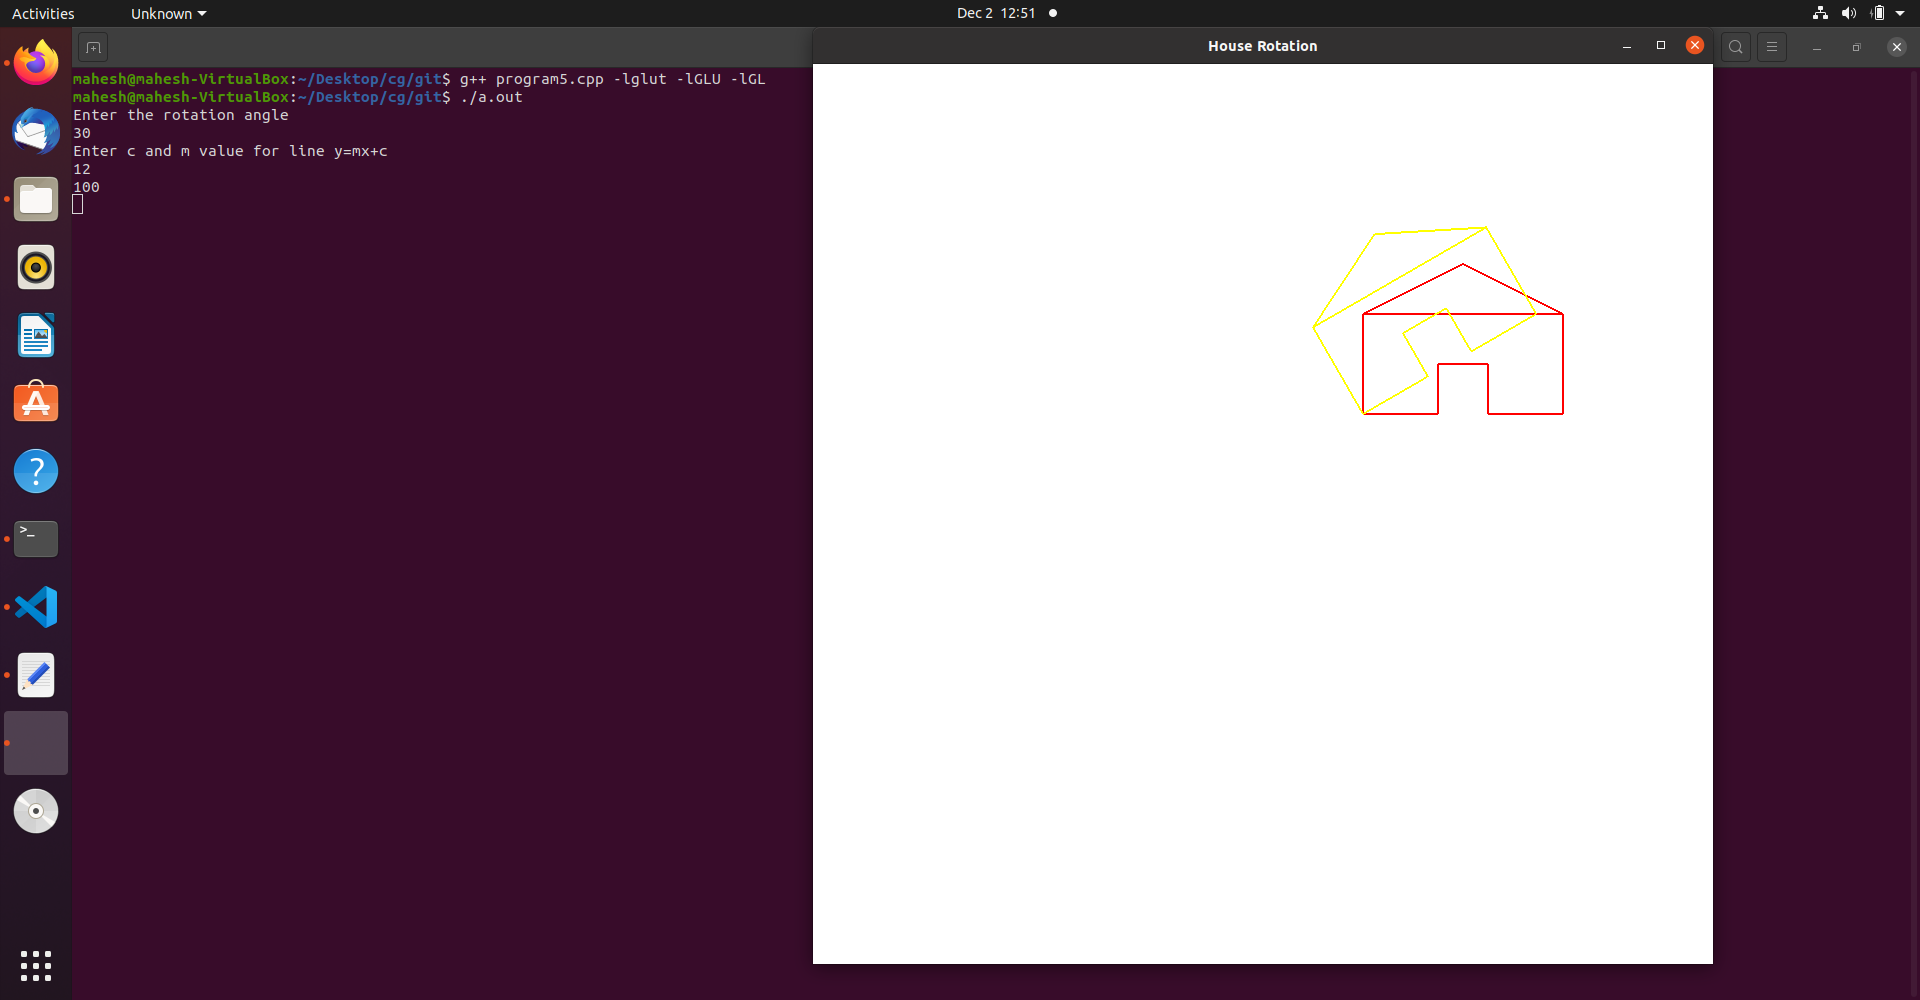 Activities
Unknown
Dec 2 12:51
House Rotation
mahesh@mahesh-VirtualBox:~/Desktop/cg/git$ g++ program5.cpp -lglut -lGLU -lGL
mahesh@mahesh-VirtualBox:~/Desktop/cg/git$ ./a.out
Enter the rotation angle
30
Enter c and m value for line y=mx+c
12
100